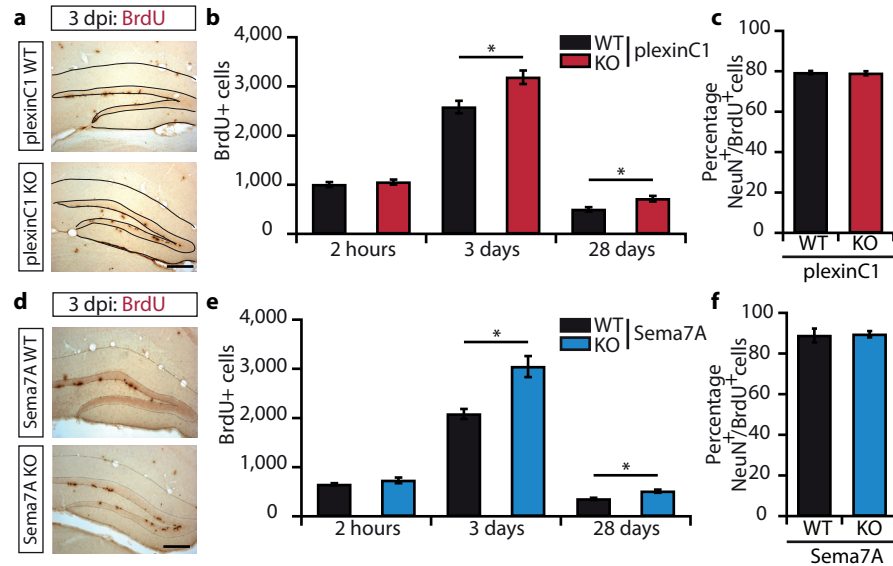 a
3 dpi: BrdU
plexinC1 WT
plexinC1 KO
b
4,000
3,000
2,000
1,000
0
BrdU+ cells
WT
KO
plexinC1
*
*
2 hours
3 days
28 days
c
100
80
60
40
20
0
Percentage
NeuN+/BrdU+cells
WT
KO
plexinC1
d
3 dpi: BrdU
Sema7A WT
Sema7A KO
e
4,000
3,000
2,000
1,000
0
BrdU+ cells
WT
KO
Sema7A
*
*
2 hours
3 days
28 days
f
100
80
60
40
20
0
Percentage
NeuN+/BrdU+cells
WT
KO
Sema7A